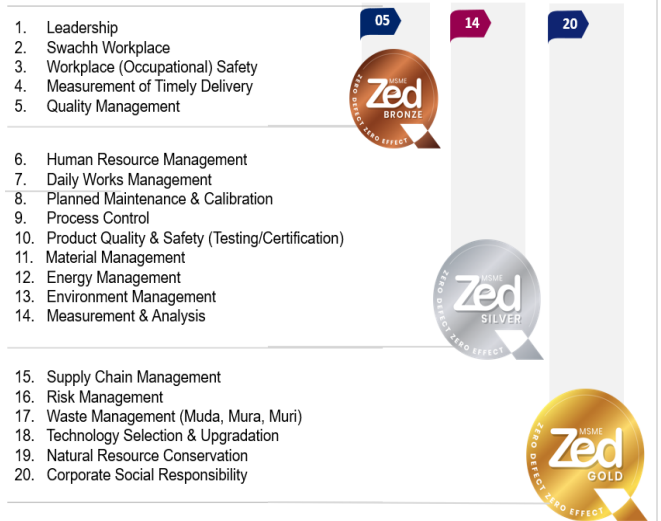 05
14
20
1. Leadership
2. Swachh Workplace
3. Workplace (Occupational) Safety
4. Measurement of Timely Delivery
5. Quality Management
MSME
Zed
BRONZE
ZERO DEFECT ZERO EFFECT
6. Human Resource Management
7. Daily Works Management
8. Planned Maintenance & Calibration
9. Process Control
10. Product Quality & Safety (Testing/Certification)
11. Material Management
12. Energy Management
13. Environment Management
14. Measurement & Analysis
MSME
Zed
SILVER
ZERO DEFECT ZERO EFFECT
15. Supply Chain Management
16. Risk Management
17. Waste Management (Muda, Mura, Muri)
18. Technology Selection & Upgradation
19. Natural Resource Conservation
20. Corporate Social Responsibility
MSME
Zed
GOLD
ZERO DEFECT ZERO EFFECT